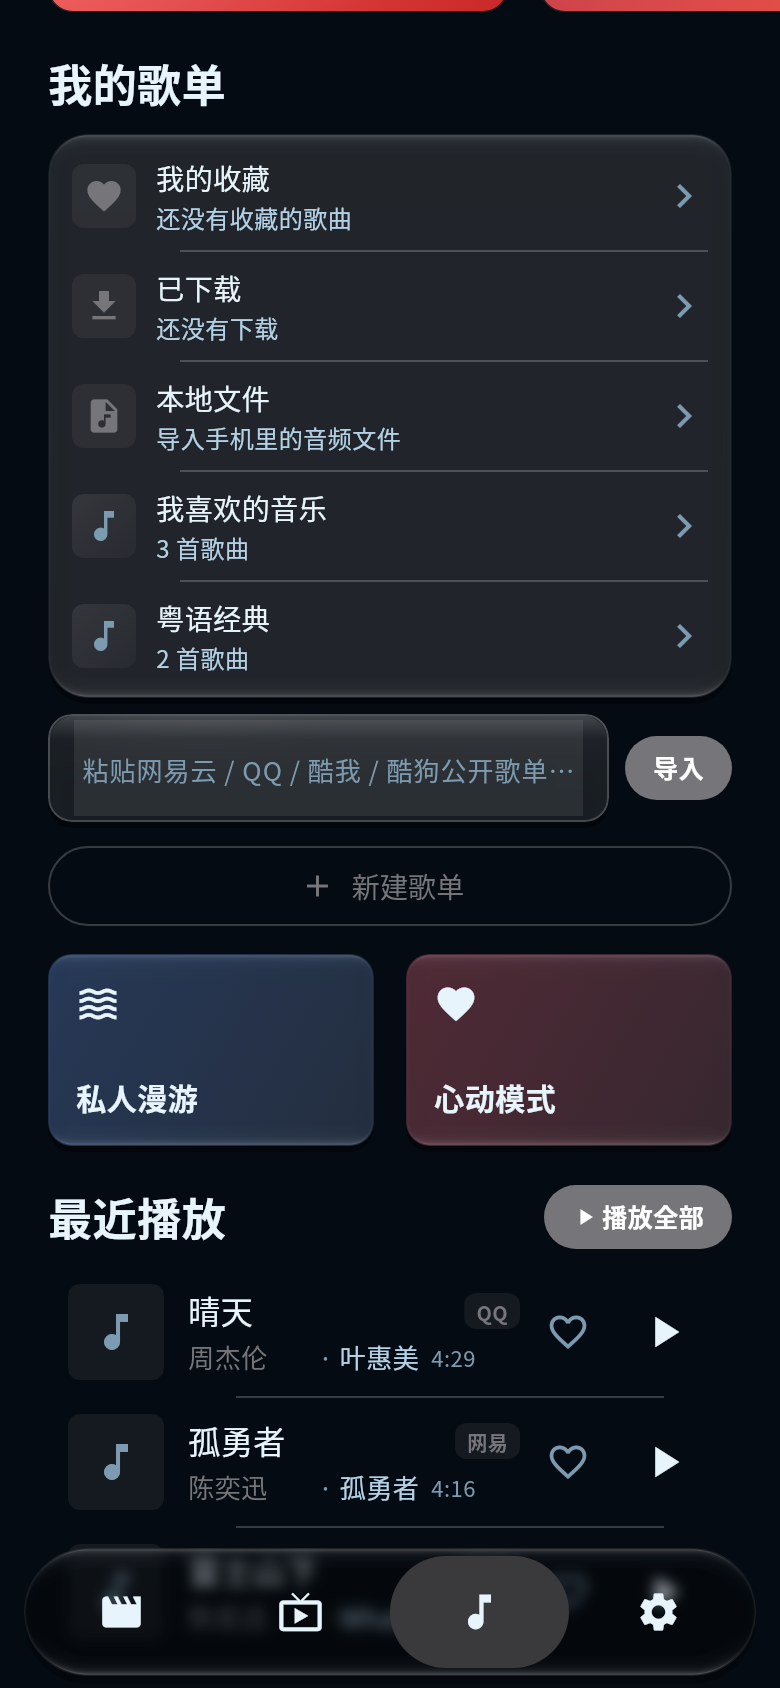 我的歌单
我的收藏
还没有收藏的歌曲
已下载
还没有下载
本地文件
导入手机里的音频文件
我喜欢的音乐
3 首歌曲
粤语经典
2 首歌曲
粘贴网易云 / QQ / 酷我 / 酷狗公开歌单…
导入
新建歌单
私人漫游
心动模式
最近播放
播放全部
晴天
QQ
周杰伦 · 叶惠美 4:29
孤勇者
网易
陈奕迅 · 孤勇者 4:16